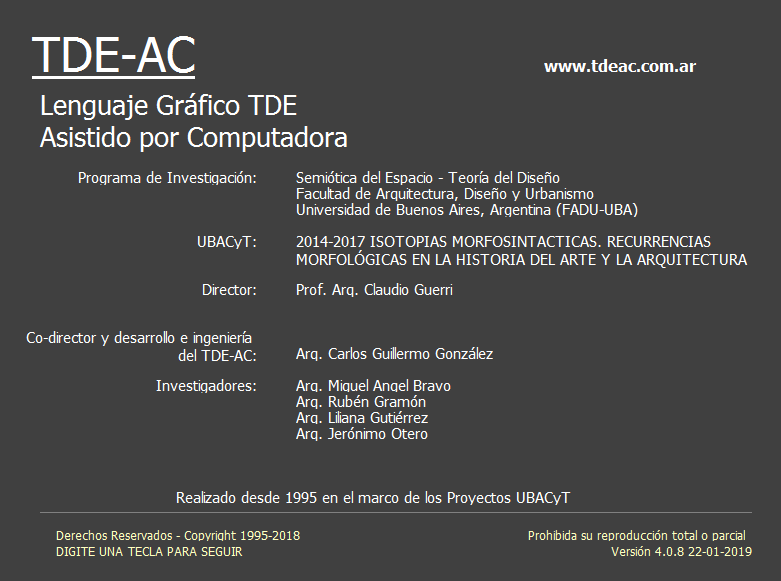 TDE-AC
www.tdeac.com.ar
Lenguaje Gráfico TDE
Asistido por Computadora
Programa de Investigación:
Semiótica del Espacio - Teoría del Diseño
Facultad de Arquitectura, Diseño y Urbanismo
Universidad de Buenos Aires, Argentina (FADU-UBA)
UBACyT:
2014-2017 ISOTOPIAS MORFOSINTACTICAS. RECURRENCIAS
MORFOLÓGICAS EN LA HISTORIA DEL ARTE Y LA ARQUITECTURA
Director:
Prof. Arq. Claudio Guerri
Co-director y desarrollo e ingeniería
del TDE-AC:
Arq. Carlos Guillermo González
Investigadores:
Arq. Miguel Angel Bravo
Arq. Rubén Gramón
Arq. Liliana Gutiérrez
Arq. Jerónimo Otero
Realizado desde 1995 en el marco de los Proyectos UBACyT
Derechos Reservados - Copyright 1995-2018
DIGITE UNA TECLA PARA SEGUIR
Prohibida su reproducción total o parcial
Versión 4.0.8 22-01-2019